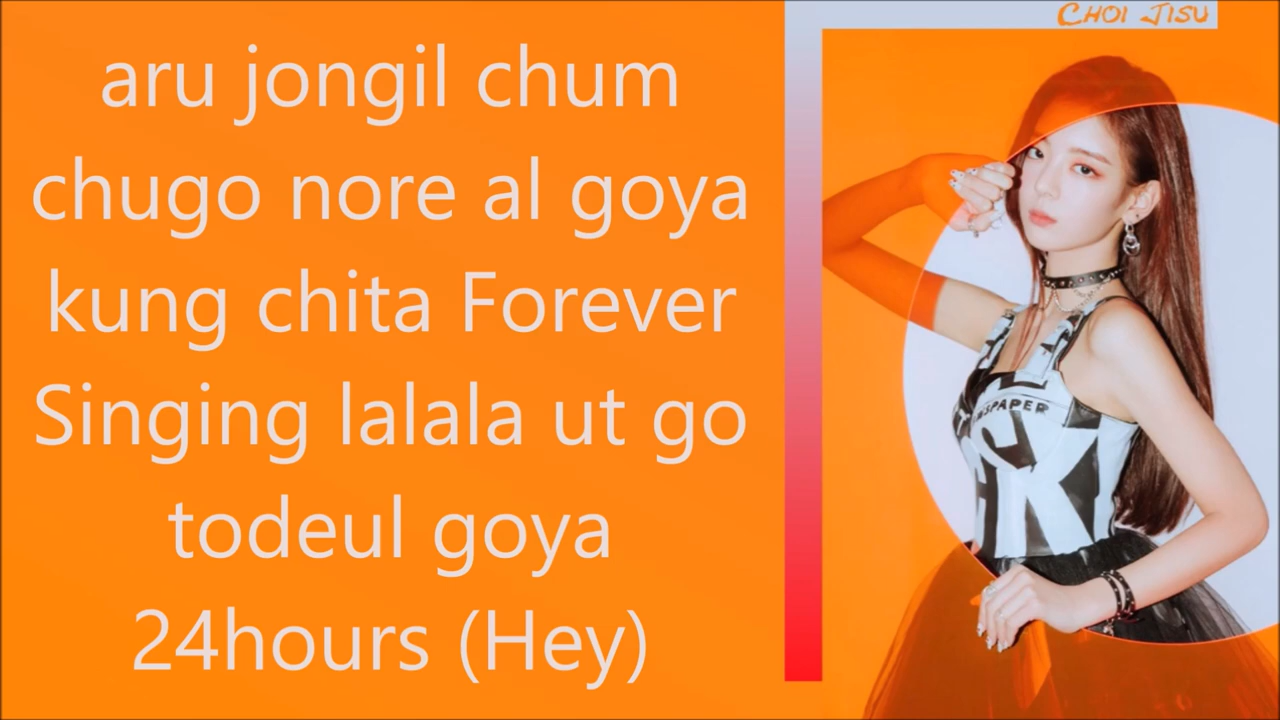 aru jongil chum
chugo nore al goya
kung chita Forever
Singing lalala ut go
todeul goya
24hours (Hey)
Choi Jisu